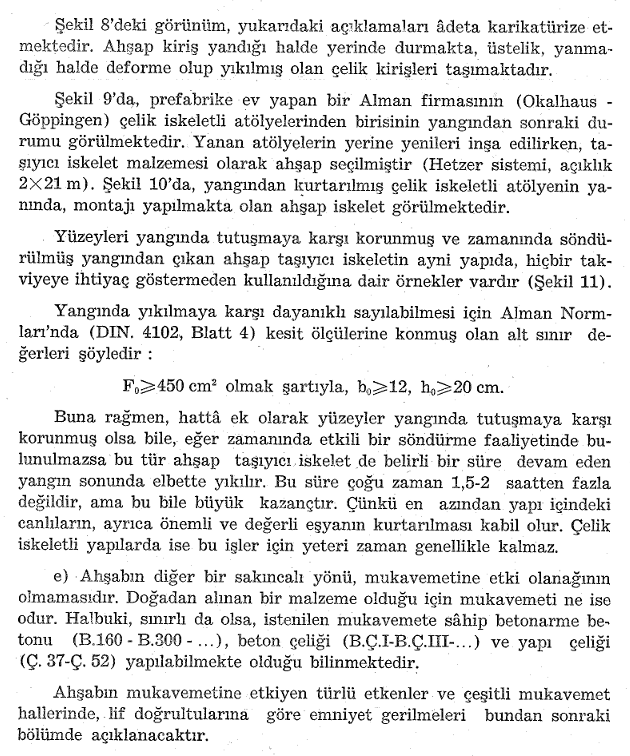 Şekil 8'deki görünüm, yukarıdaki açıklamaları âdeta karikatürize et-
mektedir. Ahşap kiriş yandığı halde yerinde durmakta, üstelik, yanma-
dığı halde deforme olup yıkılmış olan çelik kirişleri taşımaktadır.
Şekil 9'da, prefabrike ev yapan bir Alman firmasının (Okalhaus -
Göppingen) çelik iskeletli atölyelerinden birisinin yangından sonraki du-
rumu görülmektedir. Yanan atölyelerin yerine yenileri inşa edilirken, ta-
şıyıcı iskelet malzemesi olarak ahşap seçilmiştir (Hetzer sistemi, açıklık
2×21 m). Şekil 10'da, yangından kurtarılmış çelik iskeletli atölyenin ya-
nında, montajı yapılmakta olan ahşap iskelet görülmektedir.
Yüzeyleri yangında tutuşmaya karşı korunmuş ve zamanında söndü-
rülmüş yangından çıkan ahşap taşıyıcı iskeletin ayni yapıda, hiçbir tak-
viyeye ihtiyaç göstermeden kullanıldığına dair örnekler vardır (Şekil 11).
Yangında yıkılmaya karşı dayanıklı sayılabilmesi için Alman Norm-
ları'nda (DIN. 4102, Blatt 4) kesit ölçülerine konmuş olan alt sınır de-
ğerleri şöyledir :
F₀⩾450 cm² olmak şartıyla, b₀⩾12, h₀⩾20 cm.
Buna rağmen, hattâ ek olarak yüzeyler yangında tutuşmaya karşı
korunmuş olsa bile, eğer zamanında etkili bir söndürme faaliyetinde bu-
lunulmazsa bu tür ahşap taşıyıcı iskelet de belirli bir süre devam eden
yangın sonunda elbette yıkılır. Bu süre çoğu zaman 1,5-2 saatten fazla
değildir, ama bu bile büyük kazançtır. Çünkü en azından yapı içindeki
canlıların, ayrıca önemli ve değerli eşyanın kurtarılması kabil olur. Çelik
iskeletli yapılarda ise bu işler için yeteri zaman genellikle kalmaz.
e) Ahşabın diğer bir sakıncalı yönü, mukavemetine etki olanağının
olmamasıdır. Doğadan alınan bir malzeme olduğu için mukavemeti ne ise
odur. Halbuki, sınırlı da olsa, istenilen mukavemete sâhip betonarme be-
tonu (B.160 - B.300 - ...), beton çeliği (B.Ç.I-B.Ç.III-...) ve yapı çeliği
(Ç. 37-Ç. 52) yapılabilmekte olduğu bilinmektedir.
Ahşabın mukavemetine etkiyen türlü etkenler ve çeşitli mukavemet
hallerinde, lif doğrultularına göre emniyet gerilmeleri bundan sonraki
bölümde açıklanacaktır.